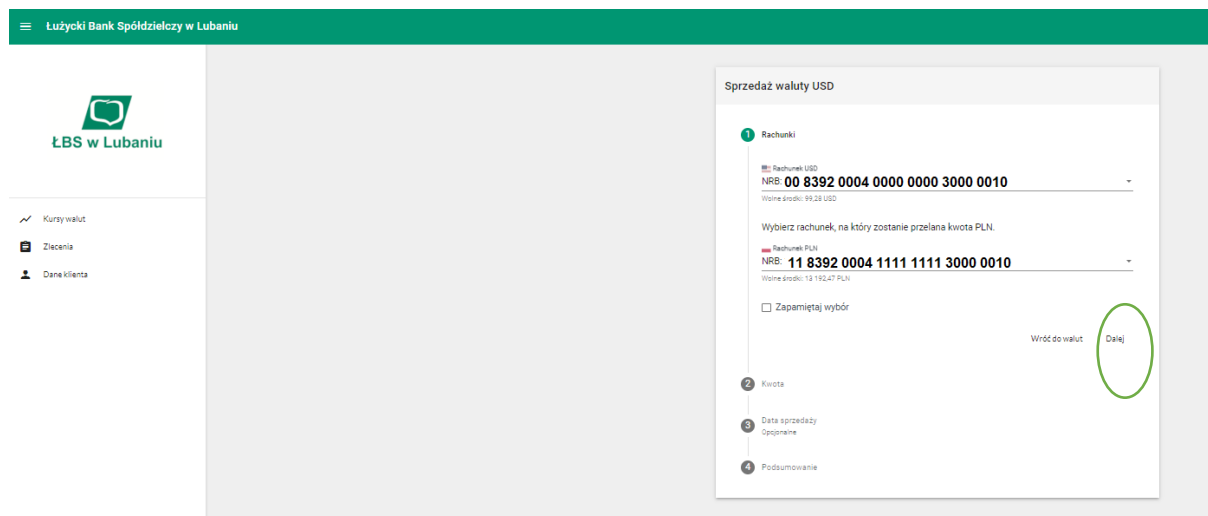 Łużycki Bank Spółdzielczy w Lubaniu
ŁBS w Lubaniu
Kursy walut
Zlecenia
Dane klienta
Sprzedaż waluty USD
1 Rachunki
Rachunek USD
NRB: 00 8392 0004 0000 0000 3000 0010
Wolne środki: 99,28 USD
Wybierz rachunek, na który zostanie przelana kwota PLN.
Rachunek PLN
NRB: 11 8392 0004 1111 1111 3000 0010
Wolne środki: 13 192,47 PLN
Zapamiętaj wybór
Wróć do walut Dalej
2 Kwota
3 Data sprzedaży
Opcjonalne
4 Podsumowanie